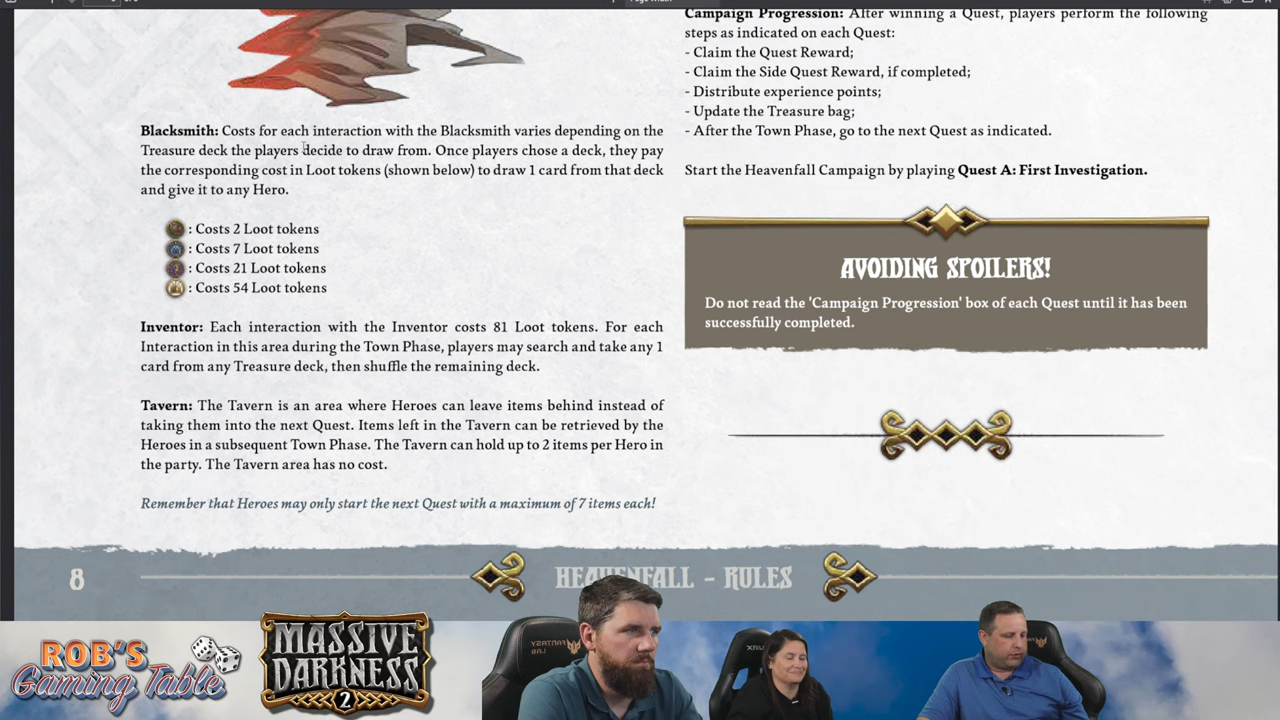 Blacksmith: Costs for each interaction with the Blacksmith varies depending on the
Treasure deck the players decide to draw from. Once players chose a deck, they pay
the corresponding cost in Loot tokens (shown below) to draw 1 card from that deck
and give it to any Hero.
: Costs 2 Loot tokens
: Costs 7 Loot tokens
: Costs 21 Loot tokens
: Costs 54 Loot tokens
Inventor: Each interaction with the Inventor costs 81 Loot tokens. For each
Interaction in this area during the Town Phase, players may search and take any 1
card from any Treasure deck, then shuffle the remaining deck.
Tavern: The Tavern is an area where Heroes can leave items behind instead of
taking them into the next Quest. Items left in the Tavern can be retrieved by the
Heroes in a subsequent Town Phase. The Tavern can hold up to 2 items per Hero in
the party. The Tavern area has no cost.
Remember that Heroes may only start the next Quest with a maximum of 7 items each!
Campaign Progression: After winning a Quest, players perform the following
steps as indicated on each Quest:
- Claim the Quest Reward;
- Claim the Side Quest Reward, if completed;
- Distribute experience points;
- Update the Treasure bag;
- After the Town Phase, go to the next Quest as indicated.
Start the Heavenfall Campaign by playing Quest A: First Investigation.
AVOIDING SPOILERS!
Do not read the 'Campaign Progression' box of each Quest until it has been
successfully completed.
8
HEAVENFALL - RULES
ROB'S
Gaming Table
MASSIVE
DARKNESS
2